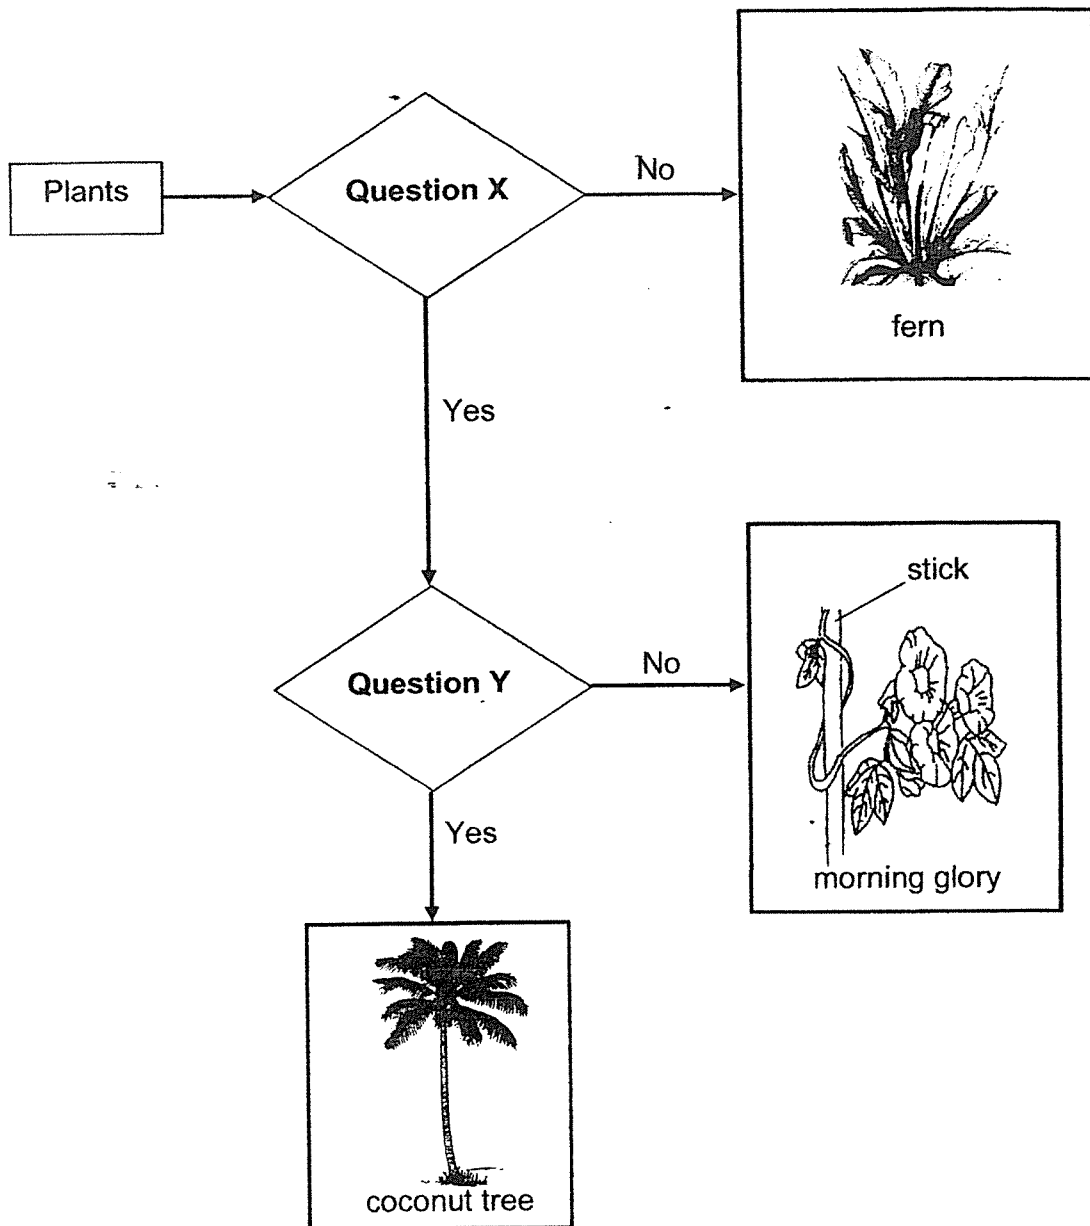 Plants
Question X
No
fern
Yes
stick
Question Y
No
morning glory
Yes
coconut tree